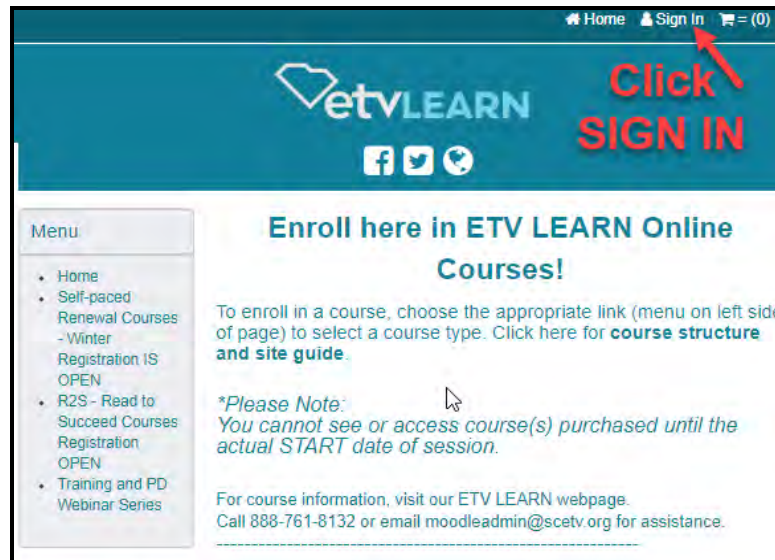 Home Sign In = (0)
etvLEARN
Click
SIGN IN
Menu
Home
Self-paced
Renewal Courses
- Winter
Registration IS
OPEN
R2S - Read to
Succeed Courses
Registration
OPEN
Training and PD
Webinar Series
Enroll here in ETV LEARN Online
Courses!
To enroll in a course, choose the appropriate link (menu on left side
of page) to select a course type. Click here for course structure
and site guide.
*Please Note:
You cannot see or access course(s) purchased until the
actual START date of session.
For course information, visit our ETV LEARN webpage.
Call 888-761-8132 or email moodleadmin@scetv.org for assistance.
------------------------------------------------------------